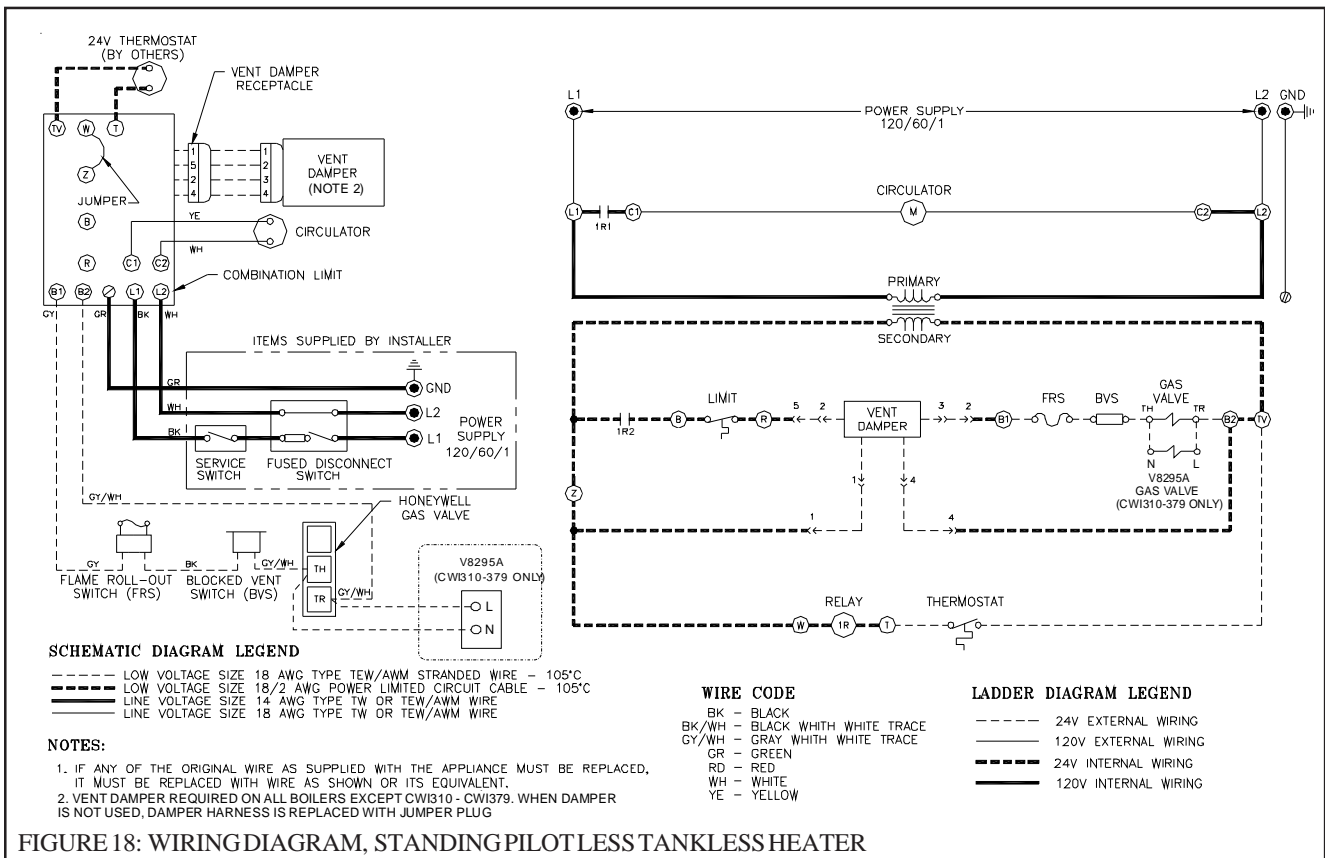 24V THERMOSTAT
(BY OTHERS)
VENT DAMPER
RECEPTACLE
TV
W
T
Z
JUMPER
B
R
C1
C2
B1
B2
L1
L2
1
5
2
4
1
2
3
4
VENT
DAMPER
(NOTE 2)
YE
WH
CIRCULATOR
COMBINATION LIMIT
GY
GR
BK
WH
ITEMS SUPPLIED BY INSTALLER
GR
WH
BK
GND
L2
L1
POWER
SUPPLY
120/60/1
SERVICE
SWITCH
FUSED DISCONNECT
SWITCH
GY/WH
HONEYWELL
GAS VALVE
GY
BK
GY/WH
TH
TR
GY/WH
FLAME ROLL-OUT
SWITCH (FRS)
BLOCKED VENT
SWITCH (BVS)
V8295A
(CWI310-379 ONLY)
L
N
L1
L2
GND
POWER SUPPLY
120/60/1
CIRCULATOR
L1
1R1
C1
M
C2
L2
PRIMARY
SECONDARY
1R2
B
LIMIT
R
5
2
VENT
DAMPER
3
2
B1
FRS
BVS
GAS
VALVE
TH
TR
B2
TV
N
L
V8295A
GAS VALVE
(CWI310-379 ONLY)
Z
1
4
1
4
RELAY
THERMOSTAT
W
1R
T
SCHEMATIC DIAGRAM LEGEND
LOW VOLTAGE SIZE 18 AWG TYPE TEW/AWM STRANDED WIRE - 105°C
LOW VOLTAGE SIZE 18/2 AWG POWER LIMITED CIRCUIT CABLE - 105°C
LINE VOLTAGE SIZE 14 AWG TYPE TW OR TEW/AWM WIRE
LINE VOLTAGE SIZE 18 AWG TYPE TW OR TEW/AWM WIRE
NOTES:
1. IF ANY OF THE ORIGINAL WIRE AS SUPPLIED WITH THE APPLIANCE MUST BE REPLACED,
IT MUST BE REPLACED WITH WIRE AS SHOWN OR ITS EQUIVALENT.
2. VENT DAMPER REQUIRED ON ALL BOILERS EXCEPT CWI310 - CWI379. WHEN DAMPER
IS NOT USED, DAMPER HARNESS IS REPLACED WITH JUMPER PLUG
WIRE CODE
BK - BLACK
BK/WH - BLACK WHITH WHITE TRACE
GY/WH - GRAY WHITH WHITE TRACE
GR - GREEN
RD - RED
WH - WHITE
YE - YELLOW
LADDER DIAGRAM LEGEND
24V EXTERNAL WIRING
120V EXTERNAL WIRING
24V INTERNAL WIRING
120V INTERNAL WIRING
FIGURE 18: WIRING DIAGRAM, STANDING PILOT LESS TANKLESS HEATER